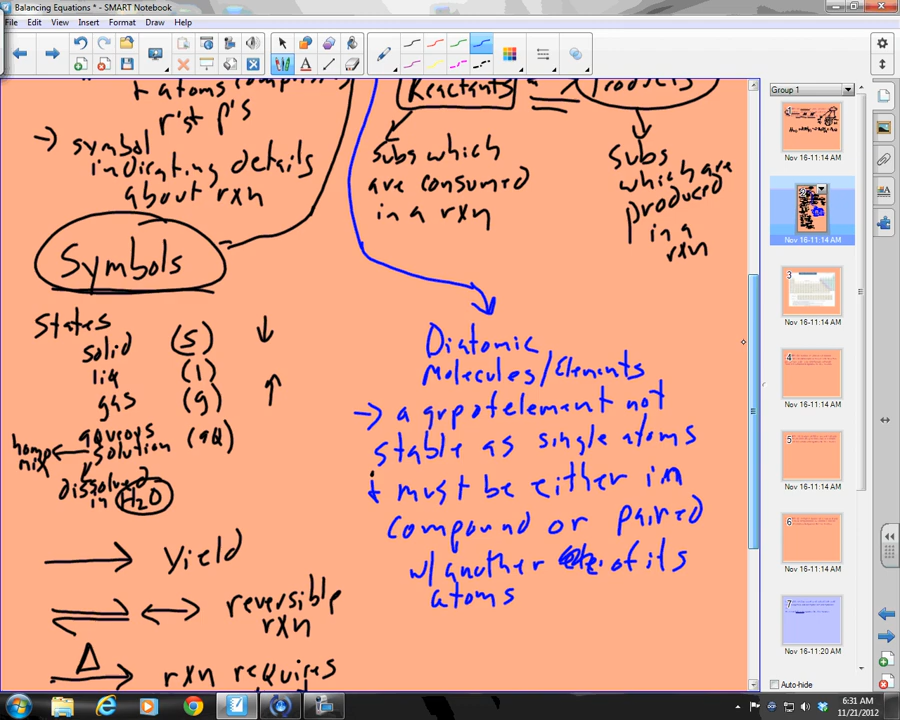 Balancing Equations * - SMART Notebook
File Edit View Insert Format Draw Help
+ atoms
r'st p's
→ symbol
indicating details
about rxn
Symbols
States
solid (s) ↓
liq (l)
gas (g) ↑
aqueous
solution (aq)
homo
mix
dissolved
in H2O
→ Yield
reversible
rxn
Δ
rxn requires
Reactants
Products
subs which
are consumed
in a rxn
subs
which are
produced
in a
rxn
Diatomic
Molecules/Elements
→ a grp of element not
stable as single atoms
+ must be either in
compound or paired
w/ another of its
atoms
Group 1
Nov 16-11:14 AM
Nov 16-11:14 AM
3
Nov 16-11:14 AM
4
Nov 16-11:14 AM
5
Nov 16-11:14 AM
6
Nov 16-11:14 AM
7
Nov 16-11:20 AM
Auto-hide
6:31 AM
11/21/2012